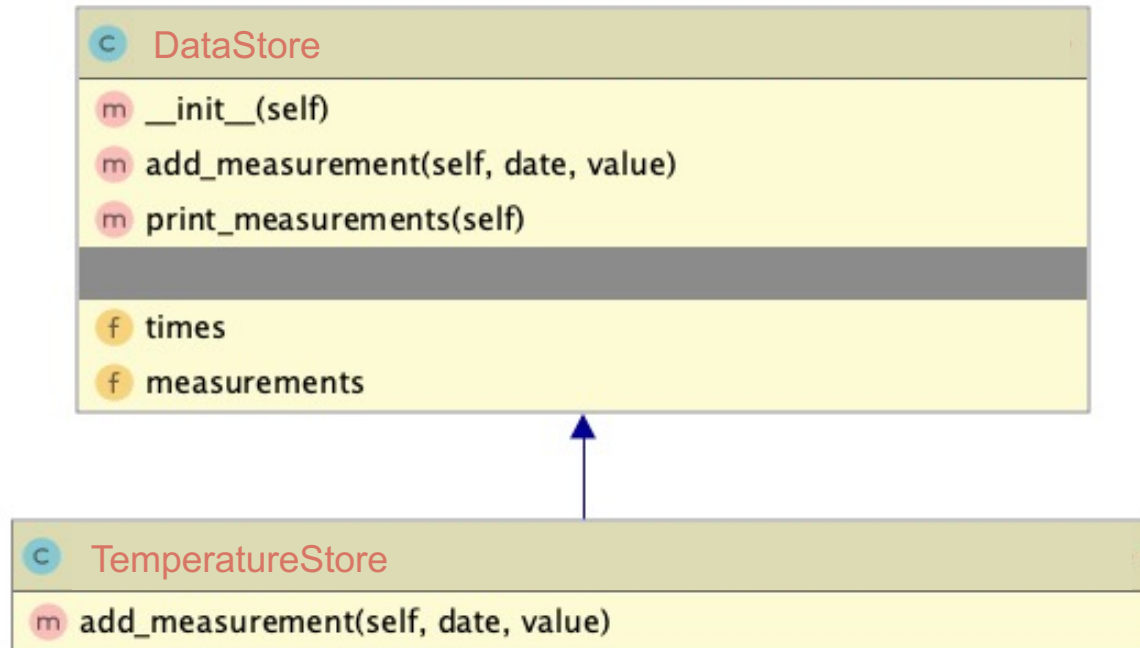 C DataStore
m __init__(self)
m add_measurement(self, date, value)
m print_measurements(self)
f times
f measurements
C TemperatureStore
m add_measurement(self, date, value)